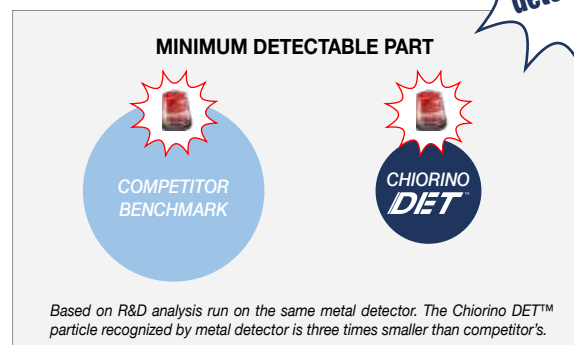 MINIMUM DETECTABLE PART
COMPETITOR
BENCHMARK
CHIORINO
DET™
Based on R&D analysis run on the same metal detector. The Chiorino DET™
particle recognized by metal detector is three times smaller than competitor's.